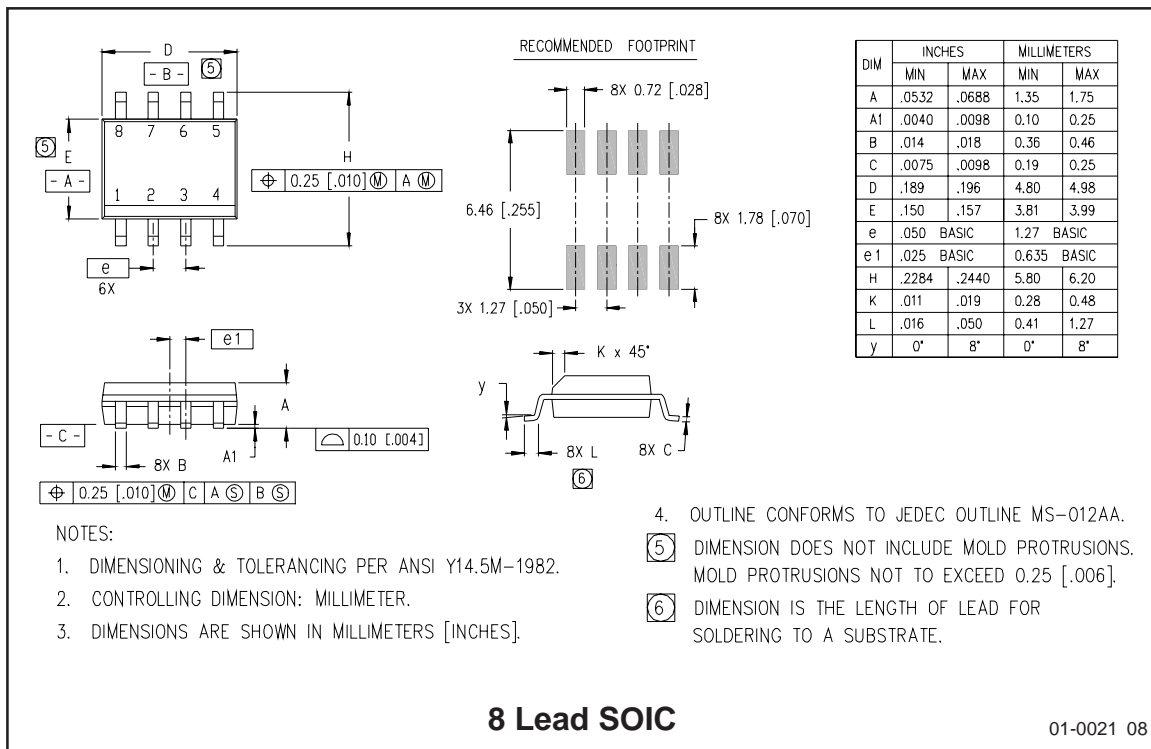 D
- B -
5
8 7 6 5
5
E
- A -
H
1 2 3 4
⌖ 0.25 [.010] Ⓜ A Ⓜ
e
6X
RECOMMENDED FOOTPRINT
8X 0.72 [.028]
6.46 [.255]
8X 1.78 [.070]
3X 1.27 [.050]
DIM INCHES MILLIMETERS
MIN MAX MIN MAX
A .0532 .0688 1.35 1.75
A1 .0040 .0098 0.10 0.25
B .014 .018 0.36 0.46
C .0075 .0098 0.19 0.25
D .189 .196 4.80 4.98
E .150 .157 3.81 3.99
e .050 BASIC 1.27 BASIC
e1 .025 BASIC 0.635 BASIC
H .2284 .2440 5.80 6.20
K .011 .019 0.28 0.48
L .016 .050 0.41 1.27
y 0° 8° 0° 8°
e1
A
- C -
A1
8X B
⌓ 0.10 [.004]
⌖ 0.25 [.010] Ⓜ C A Ⓢ B Ⓢ
K x 45°
y
8X L
6
8X C
NOTES:
1. DIMENSIONING & TOLERANCING PER ANSI Y14.5M-1982.
2. CONTROLLING DIMENSION: MILLIMETER.
3. DIMENSIONS ARE SHOWN IN MILLIMETERS [INCHES].
4. OUTLINE CONFORMS TO JEDEC OUTLINE MS-012AA.
5 DIMENSION DOES NOT INCLUDE MOLD PROTRUSIONS.
MOLD PROTRUSIONS NOT TO EXCEED 0.25 [.006].
6 DIMENSION IS THE LENGTH OF LEAD FOR
SOLDERING TO A SUBSTRATE.
8 Lead SOIC
01-0021 08